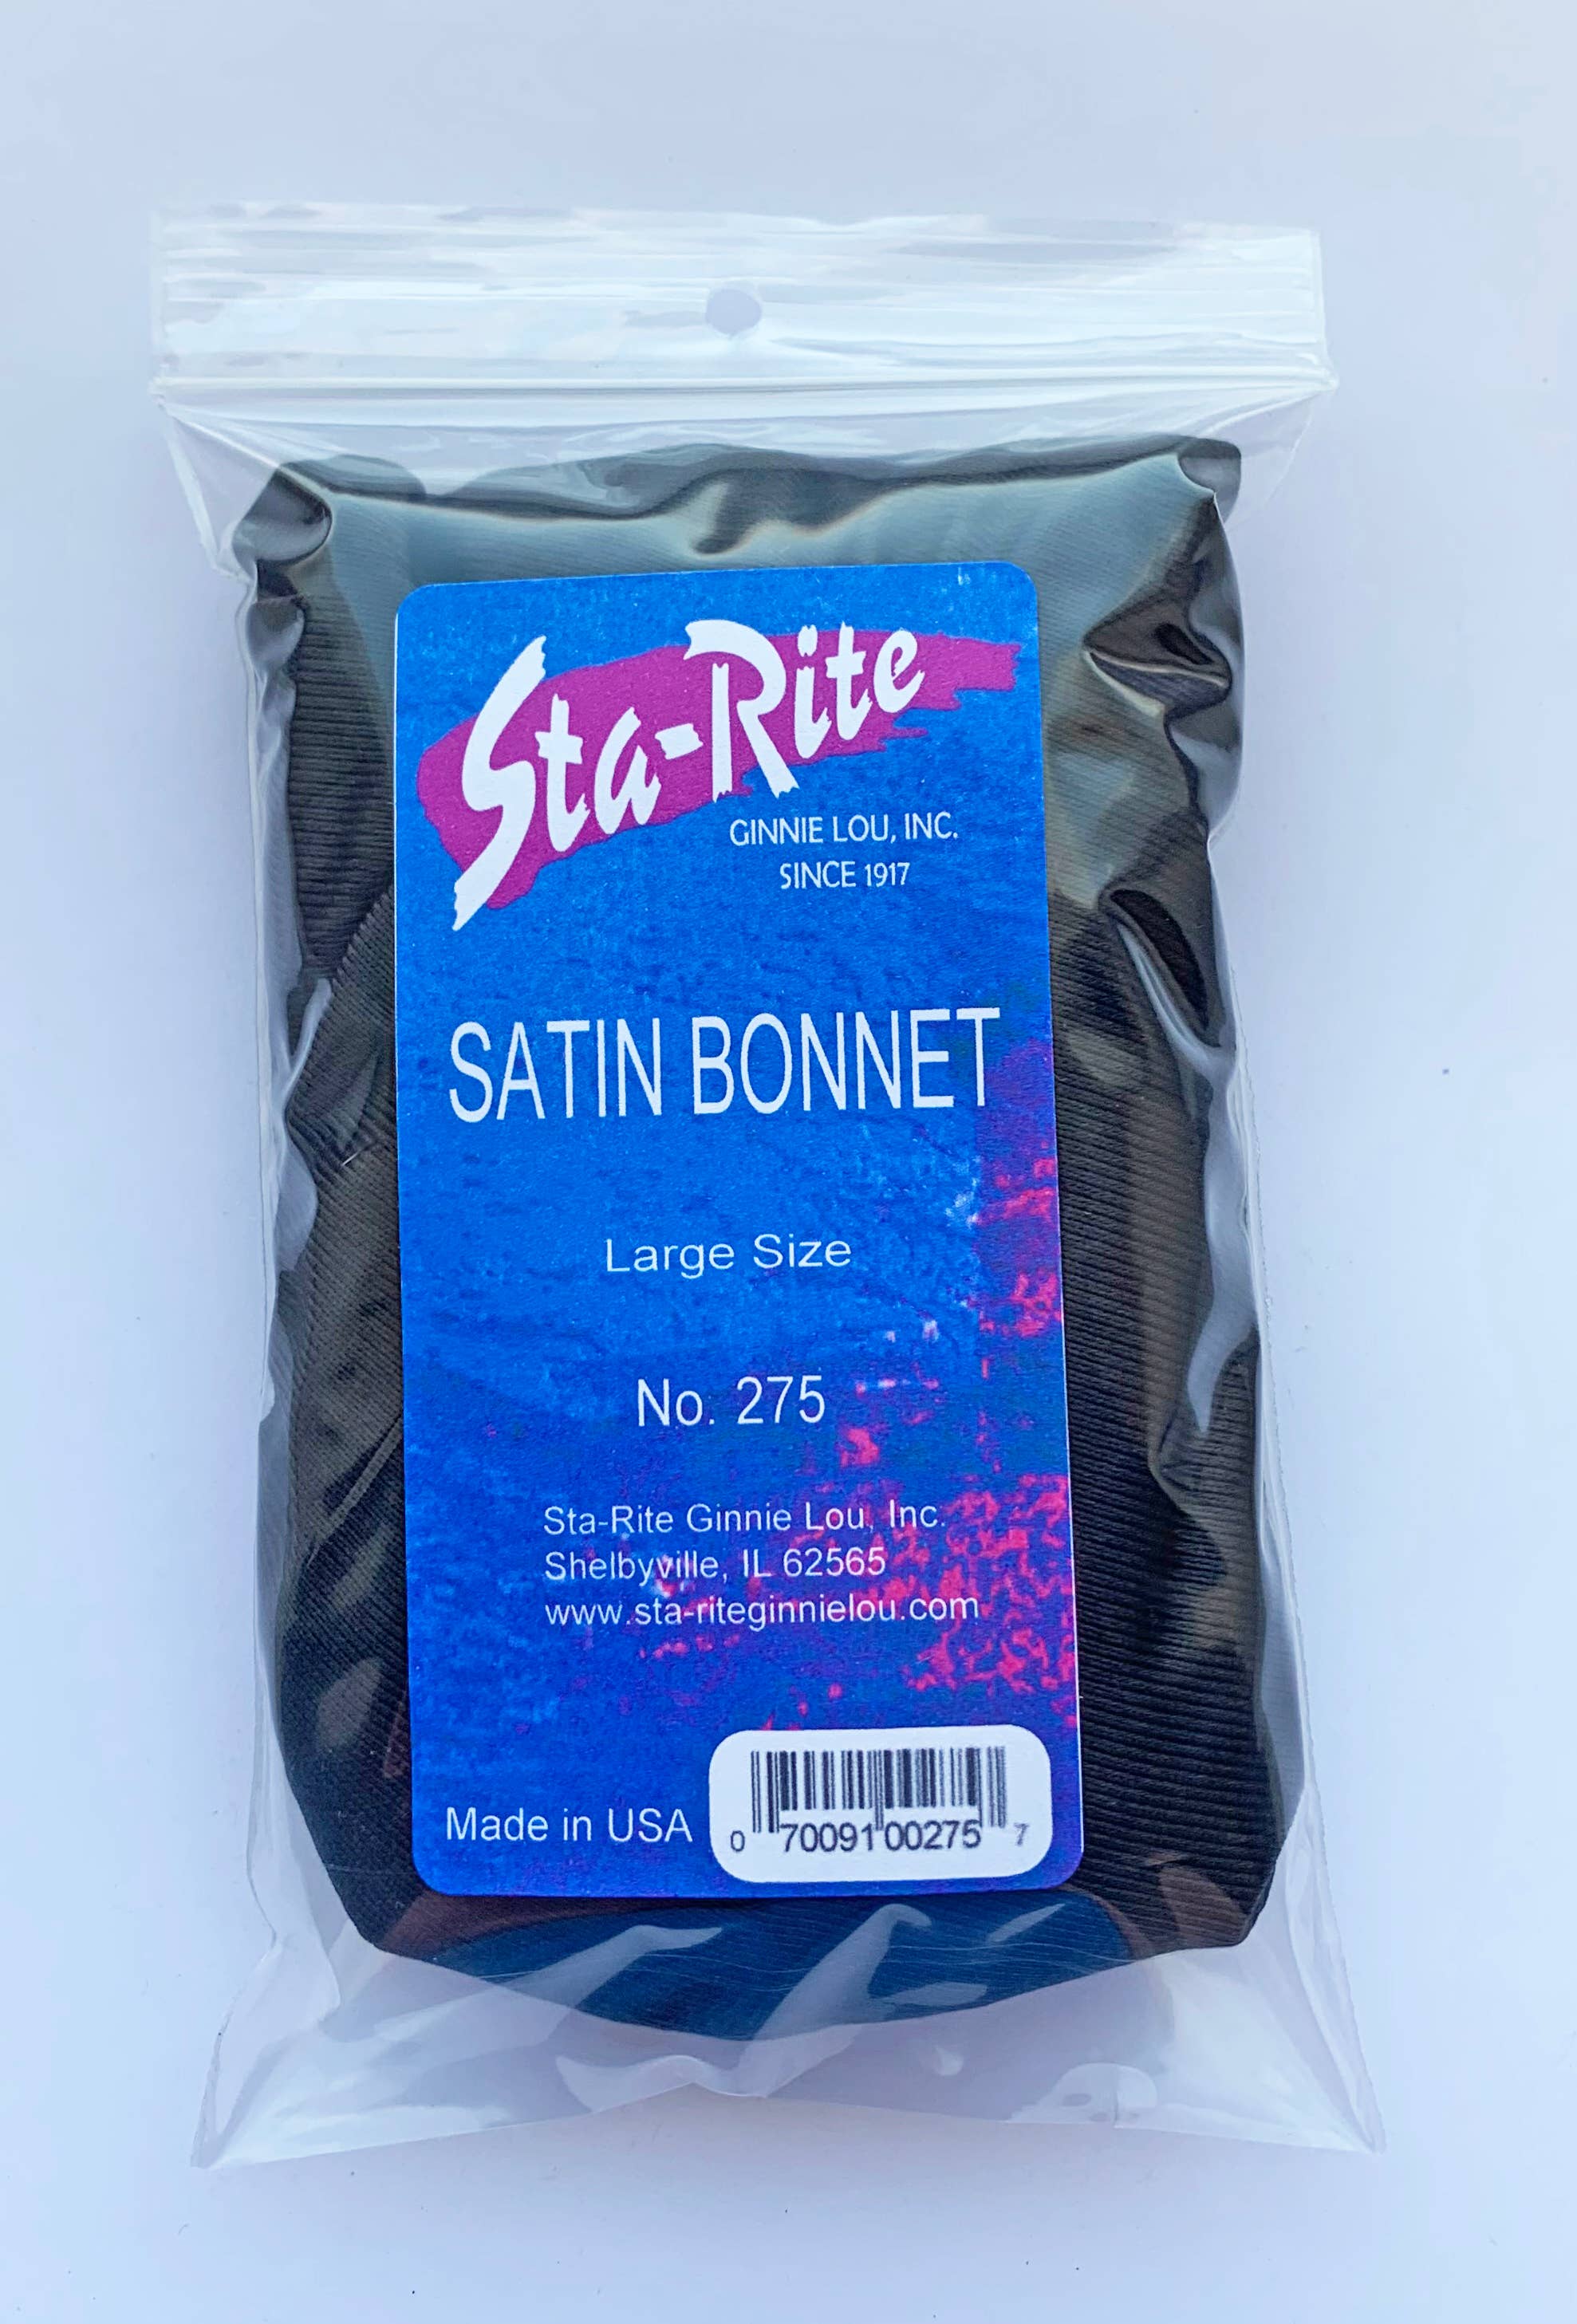 Sta-Rite
GINNIE LOU, INC.
SINCE 1917
SATIN BONNET
Large Size
No. 275
Sta-Rite Ginnie Lou, Inc.
Shelbyville, IL 62565
www.sta-riteginnielou.com
Made in USA
0 70091 00275 7